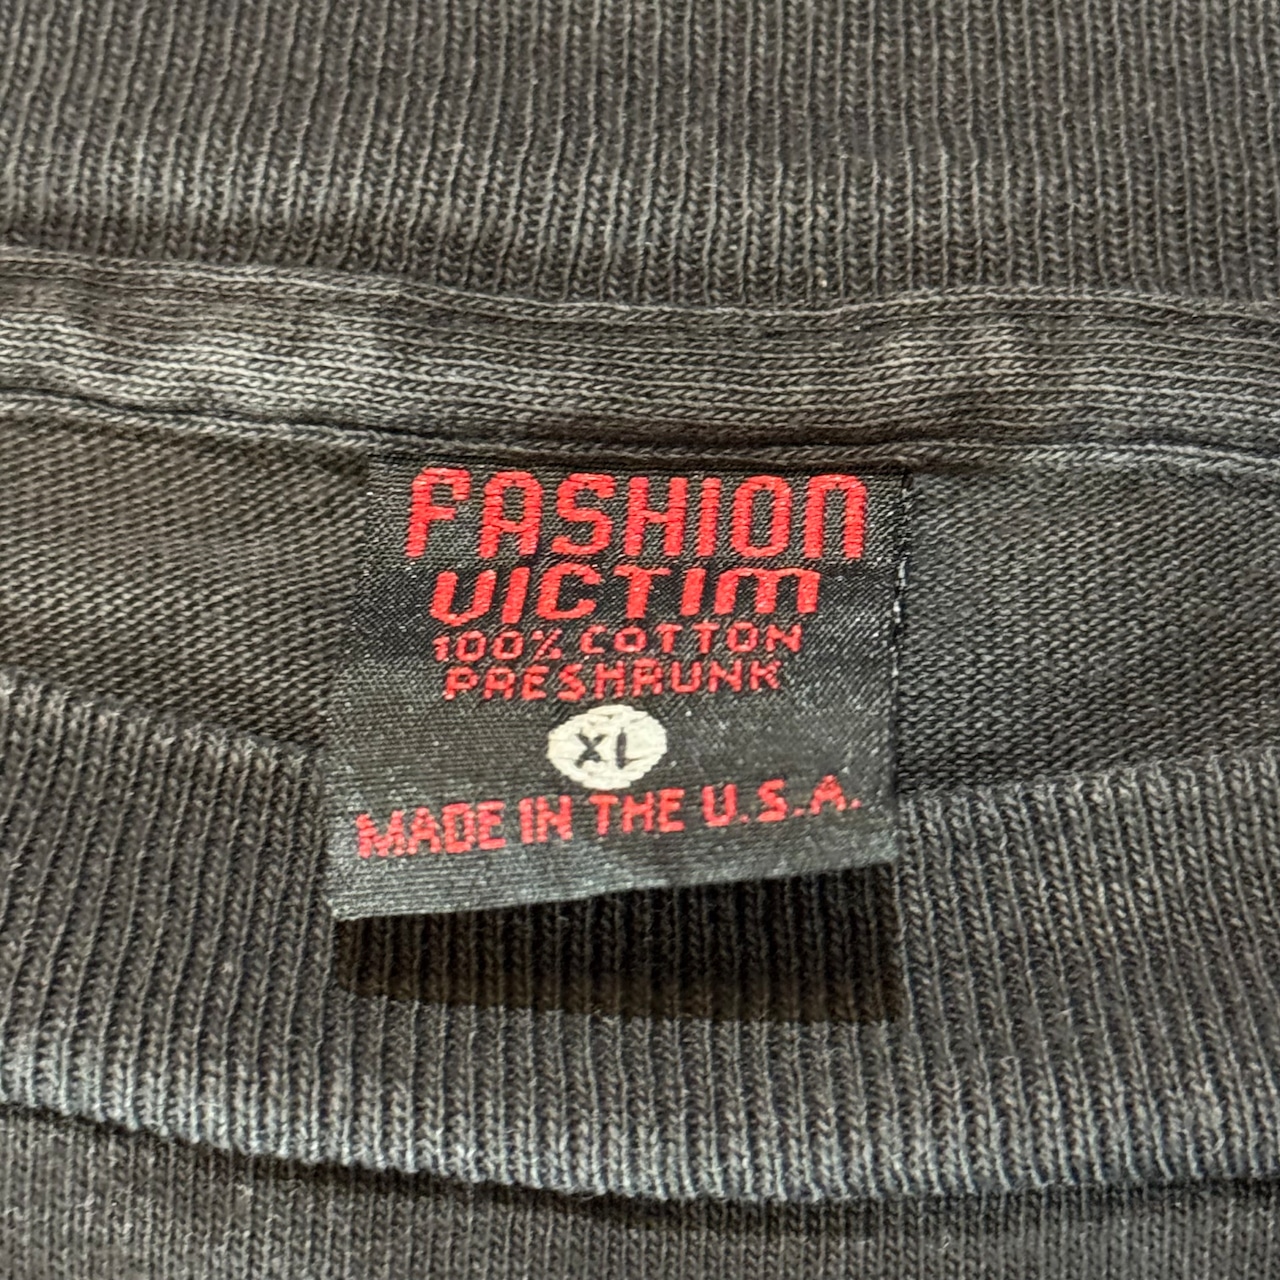 FASHION
VICTIM
100% COTTON
PRESHRUNK
XL
MADE IN THE U.S.A.